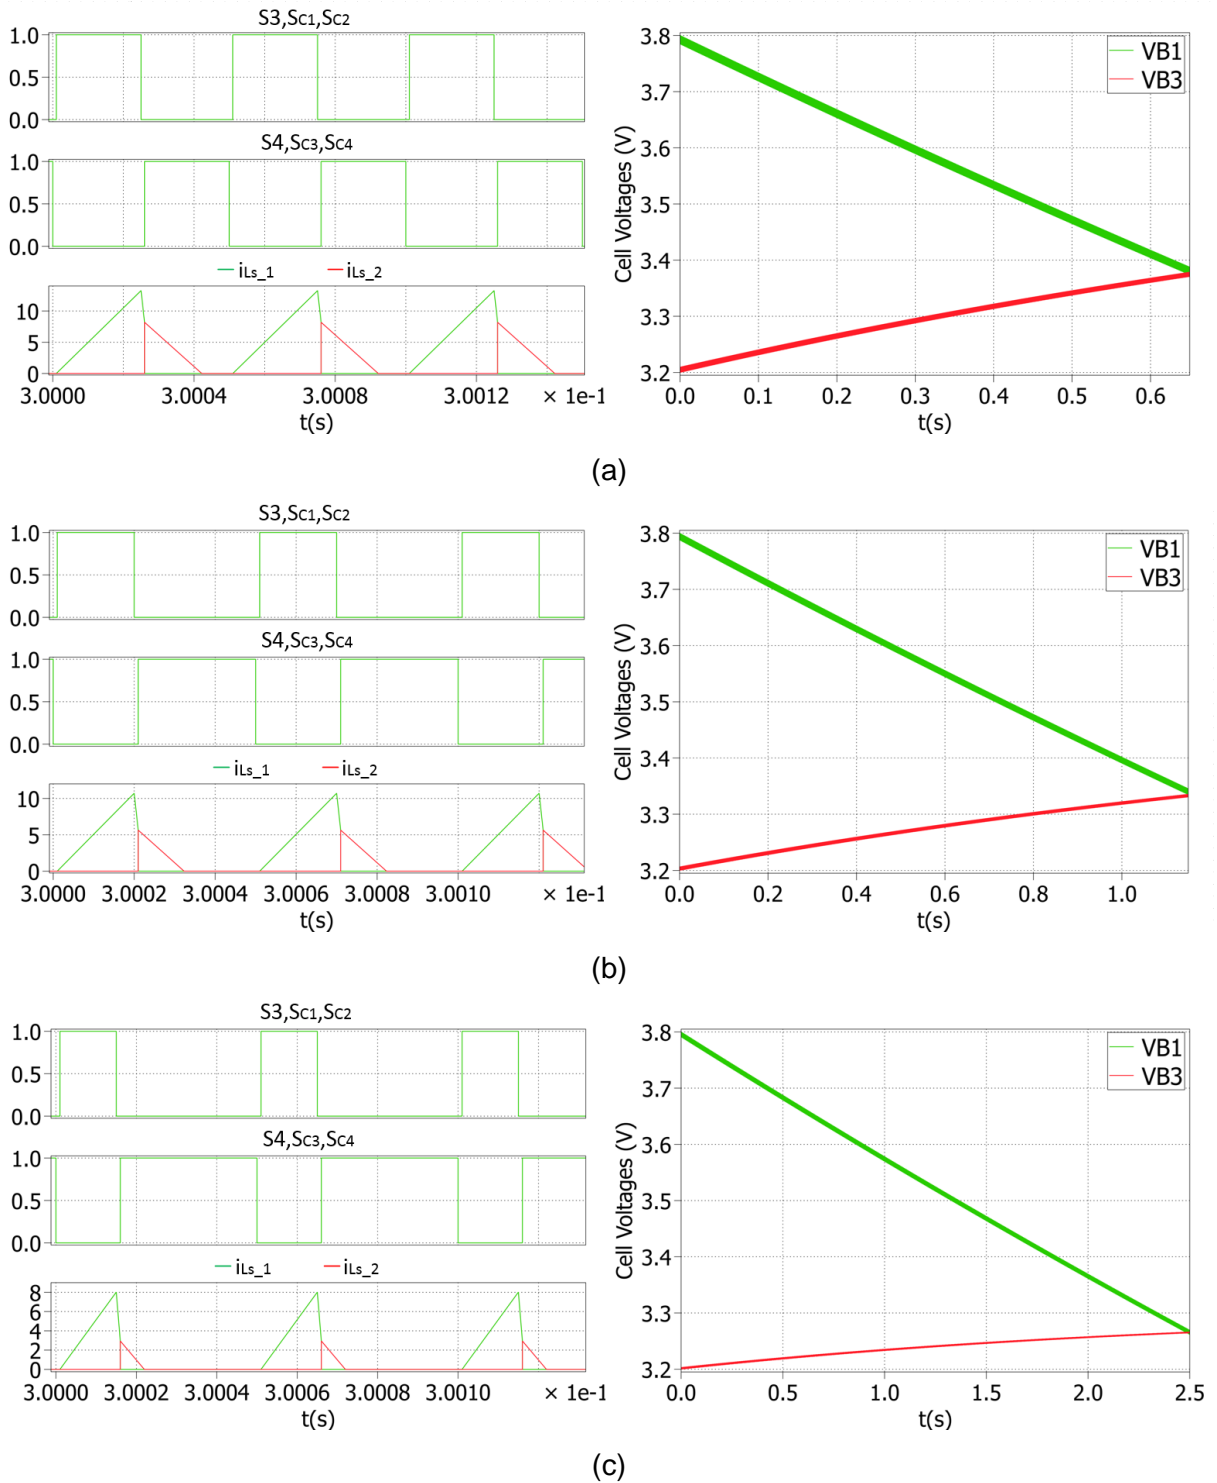 S3,SC1,SC2
1.0
0.5
0.0
S4,SC3,SC4
1.0
0.5
0.0
iLs_1 iLs_2
10
5
0
3.0000 3.0004 3.0008 3.0012 × 1e-1
t(s)
VB1
VB3
Cell Voltages (V)
3.8
3.7
3.6
3.5
3.4
3.3
3.2
0.0 0.1 0.2 0.3 0.4 0.5 0.6
t(s)
(a)
S3,SC1,SC2
1.0
0.5
0.0
S4,SC3,SC4
1.0
0.5
0.0
iLs_1 iLs_2
10
5
0
3.0000 3.0002 3.0004 3.0006 3.0008 3.0010 × 1e-1
t(s)
VB1
VB3
Cell Voltages (V)
3.8
3.7
3.6
3.5
3.4
3.3
3.2
0.0 0.2 0.4 0.6 0.8 1.0
t(s)
(b)
S3,SC1,SC2
1.0
0.5
0.0
S4,SC3,SC4
1.0
0.5
0.0
iLs_1 iLs_2
8
6
4
2
0
3.0000 3.0002 3.0004 3.0006 3.0008 3.0010 × 1e-1
t(s)
VB1
VB3
Cell Voltages (V)
3.8
3.7
3.6
3.5
3.4
3.3
3.2
0.0 0.5 1.0 1.5 2.0 2.5
t(s)
(c)